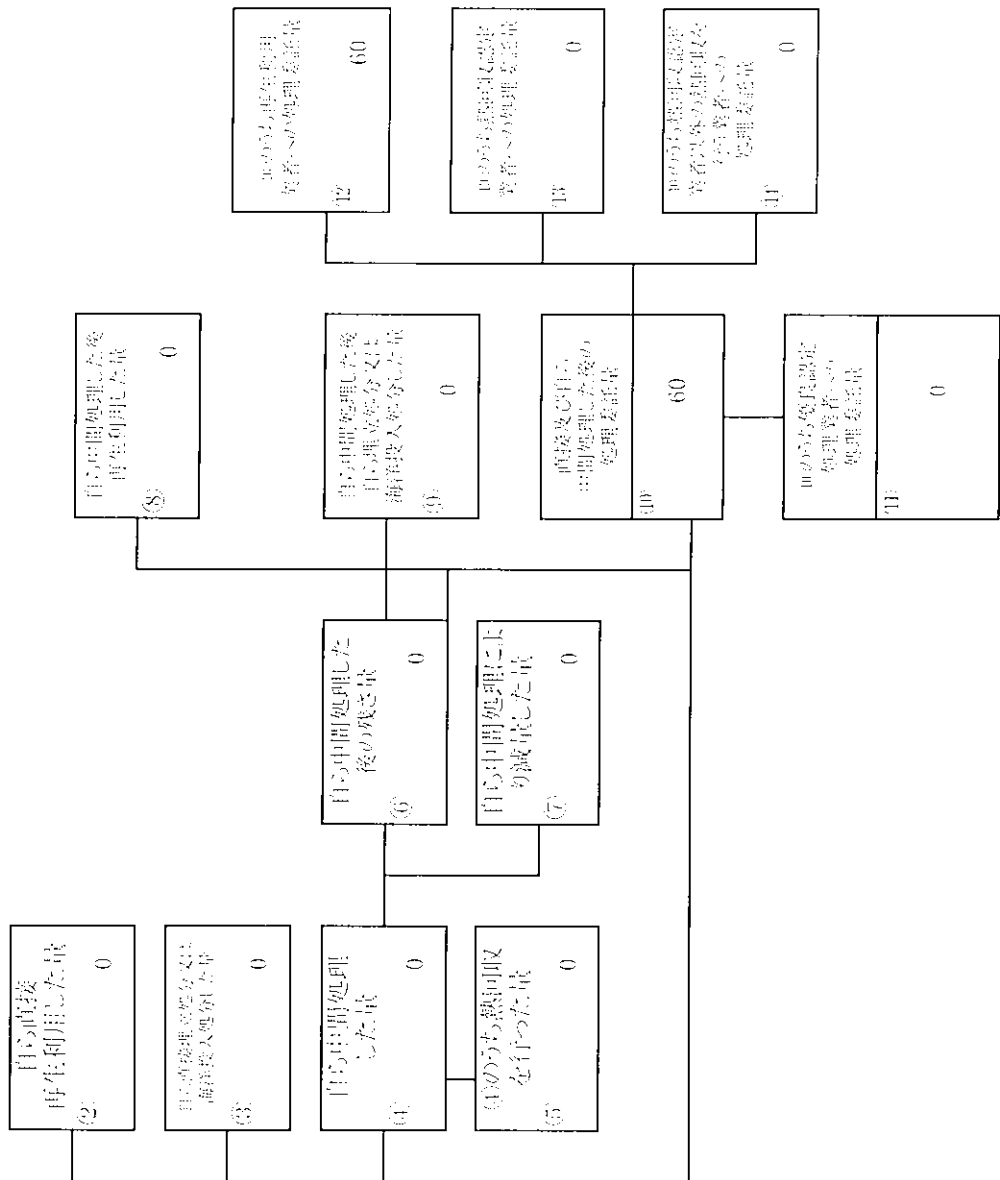 自ら直接
再生利用した量
②
0
自ら直接埋立処分又は
海洋投入処分した量
③
0
自ら中間処理
した量
④
0
④のうち熱回収
を行った量
⑤
0
自ら中間処理した
後の残さ量
⑥
0
自ら中間処理によ
り減量した量
⑦
0
自ら中間処理した後
再生利用した量
⑧
0
自ら中間処理した後
自ら埋立処分又は
海洋投入処分した量
⑨
0
直接及び自ら
中間処理した後の
処理委託量
⑩
60
⑩のうち優良認定
処理業者への
処理委託量
⑪
0
⑩のうち再生利用
業者への処理委託量
⑫
60
⑩のうち熱回収認定
業者への処理委託量
⑬
0
⑩のうち熱回収認定
業者以外の熱回収を
行う業者への
処理委託量
⑭
0